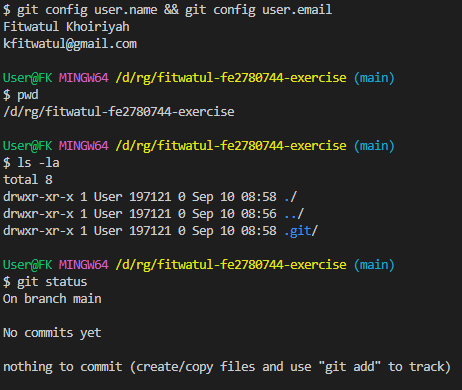 $ git config user.name && git config user.email
Fitwatul Khoiriyah
kfitwatul@gmail.com
User@FK MINGW64 /d/rg/fitwatul-fe2780744-exercise (main)
$ pwd
/d/rg/fitwatul-fe2780744-exercise
User@FK MINGW64 /d/rg/fitwatul-fe2780744-exercise (main)
$ ls -la
total 8
drwxr-xr-x 1 User 197121 0 Sep 10 08:58 ./
drwxr-xr-x 1 User 197121 0 Sep 10 08:56 ../
drwxr-xr-x 1 User 197121 0 Sep 10 08:58 .git/
User@FK MINGW64 /d/rg/fitwatul-fe2780744-exercise (main)
$ git status
On branch main
No commits yet
nothing to commit (create/copy files and use "git add" to track)